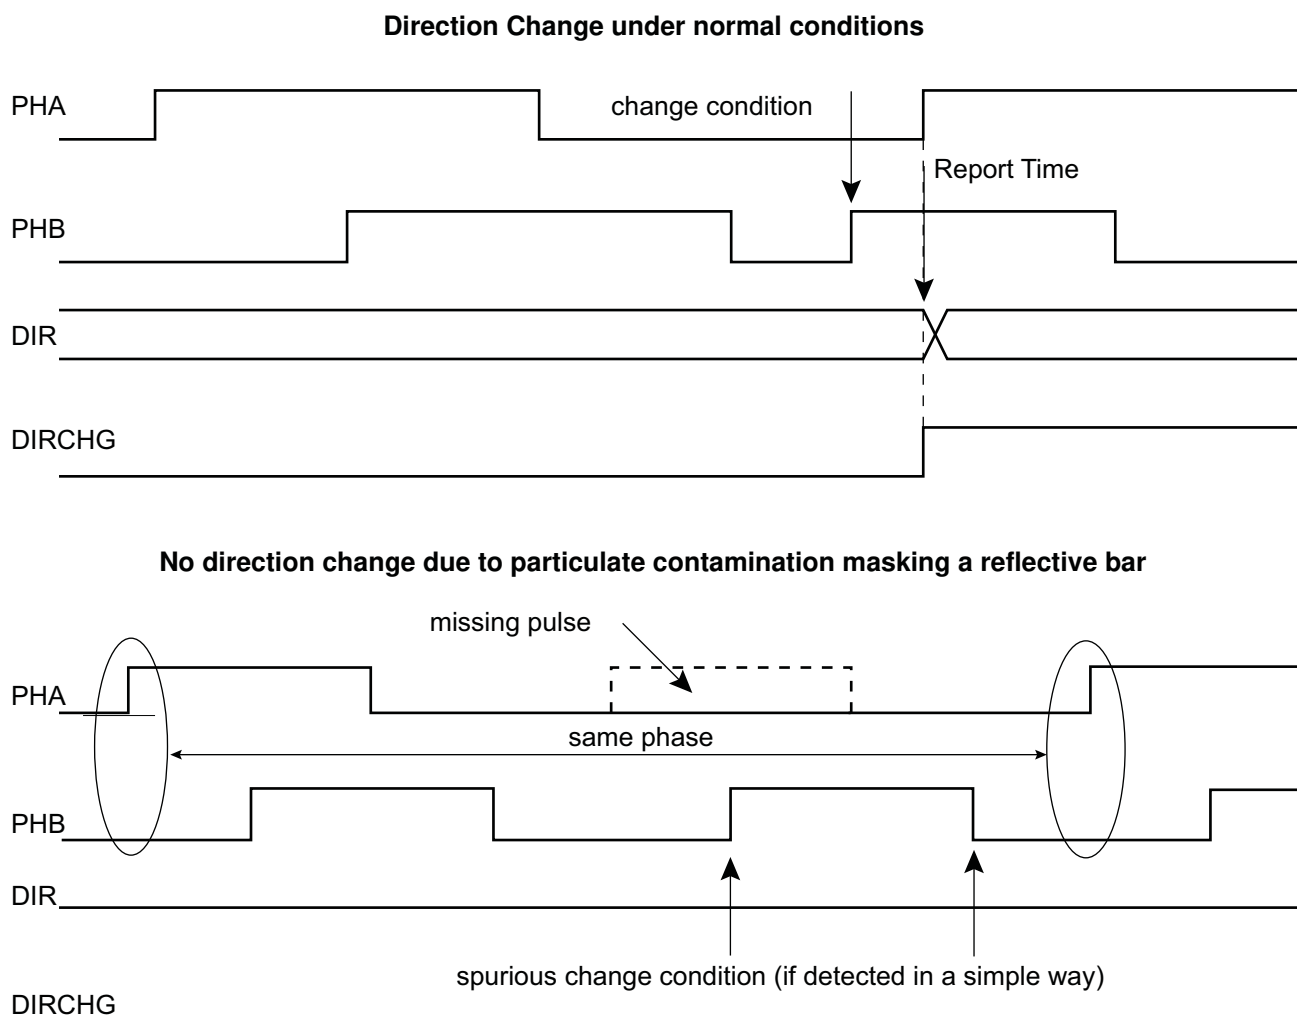 Direction Change under normal conditions
PHA
change condition
Report Time
PHB
DIR
DIRCHG
No direction change due to particulate contamination masking a reflective bar
missing pulse
PHA
same phase
PHB
DIR
spurious change condition (if detected in a simple way)
DIRCHG